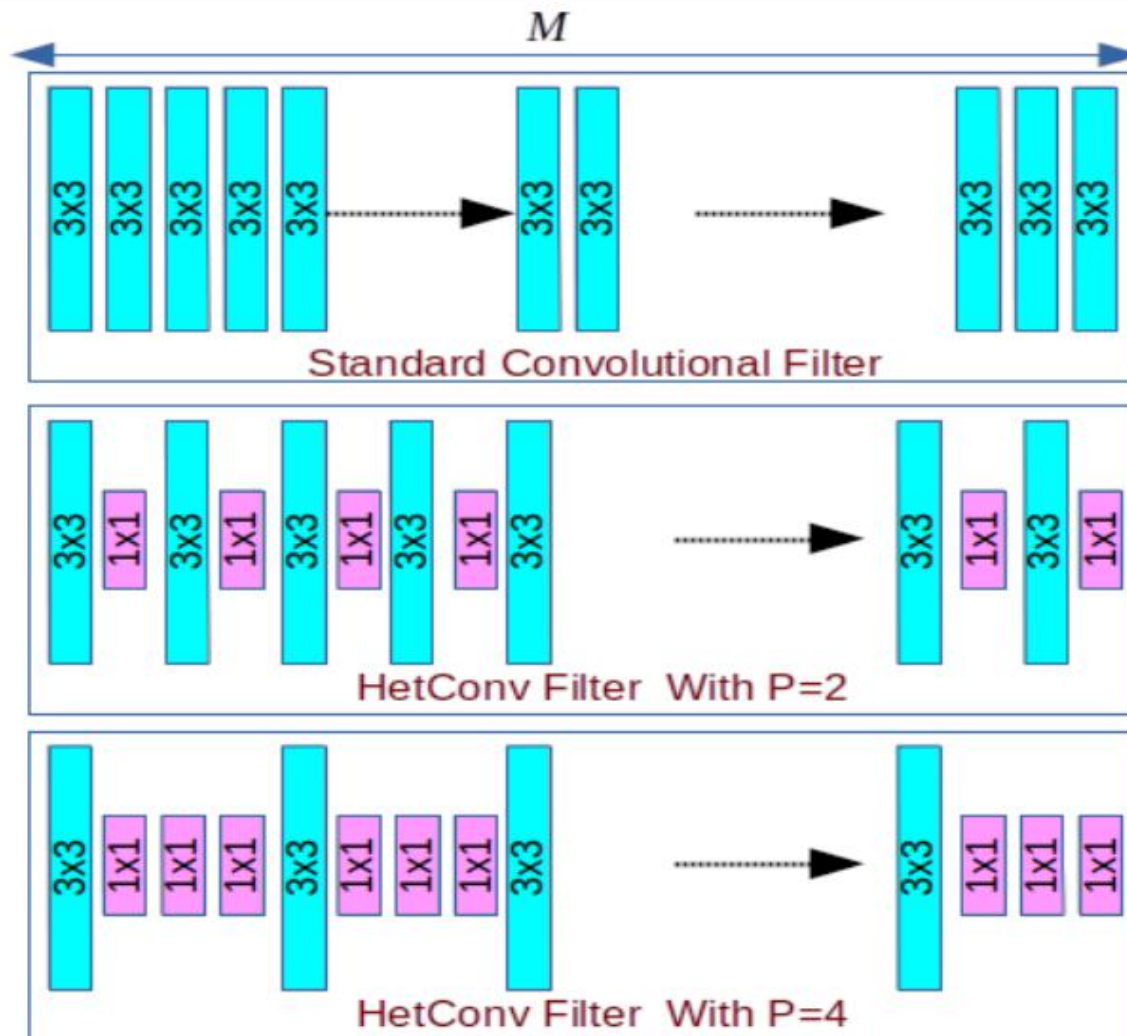 M
3x3 3x3 3x3 3x3 3x3 3x3 3x3 3x3 3x3 3x3
Standard Convolutional Filter
3x3 1x1 3x3 1x1 3x3 1x1 3x3 1x1 3x3 3x3 1x1 3x3 1x1
HetConv Filter With P=2
3x3 1x1 1x1 1x1 3x3 1x1 1x1 1x1 3x3 3x3 1x1 1x1 1x1
HetConv Filter With P=4